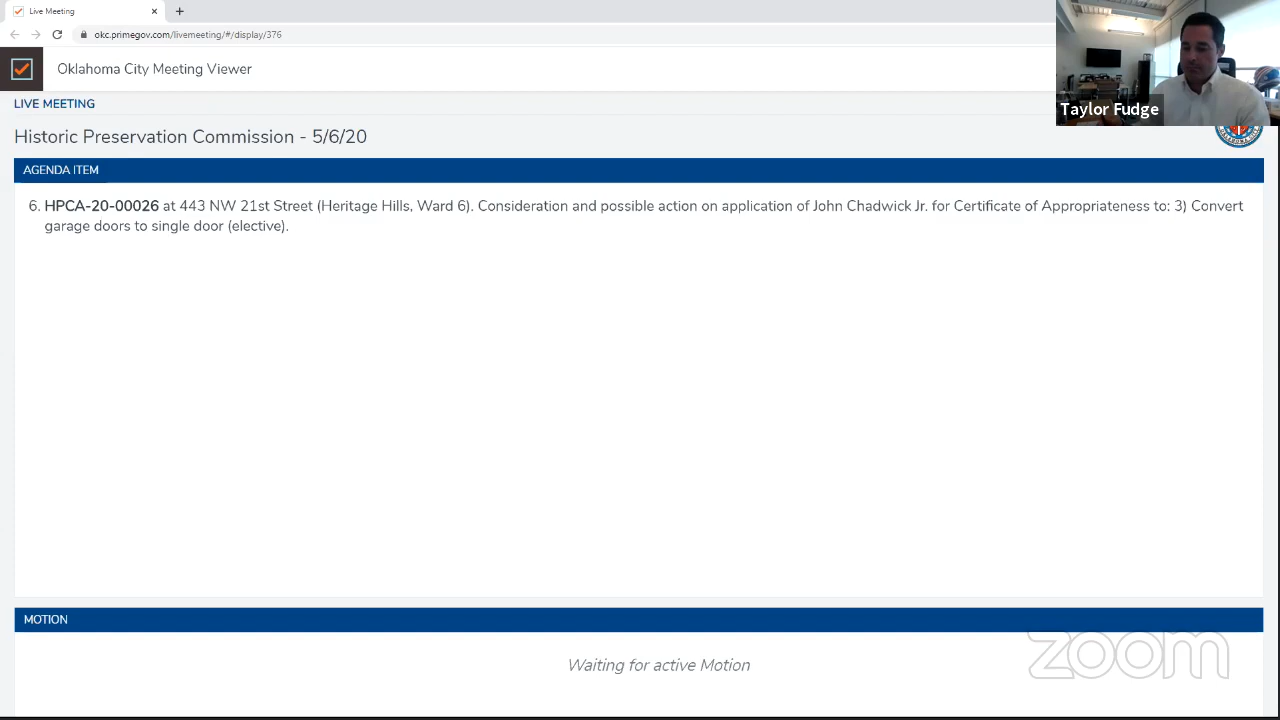 Live Meeting
okc.primegov.com/livemeeting/#/display/376
Oklahoma City Meeting Viewer
Taylor Fudge
LIVE MEETING
Historic Preservation Commission - 5/6/20
AGENDA ITEM
6. HPCA-20-00026 at 443 NW 21st Street (Heritage Hills, Ward 6). Consideration and possible action on application of John Chadwick Jr. for Certificate of Appropriateness to: 3) Convert
garage doors to single door (elective).
MOTION
Waiting for active Motion
zoom